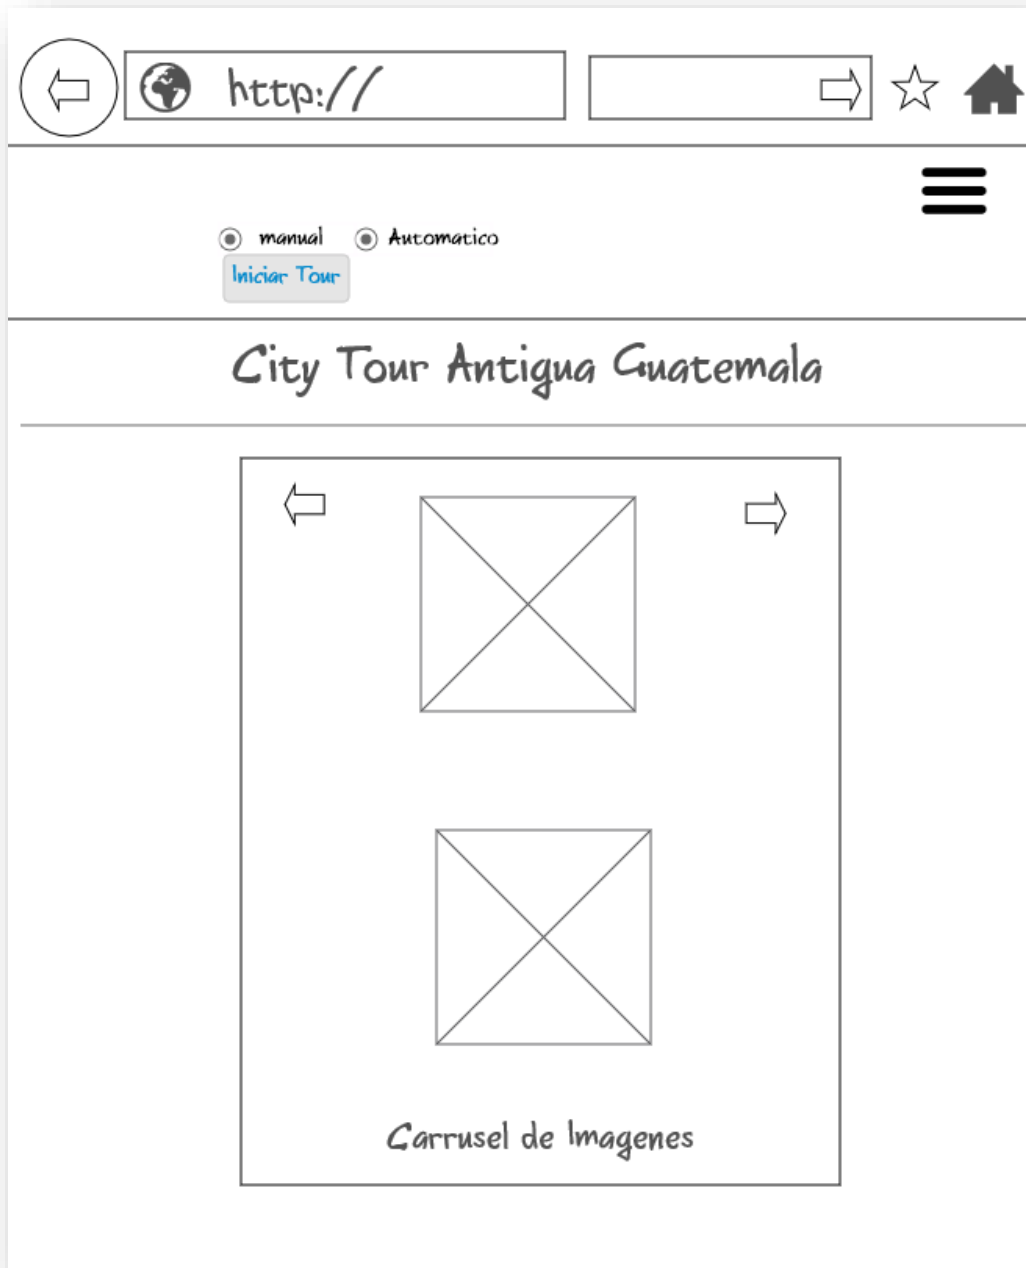 http://
manual Automatico
Iniciar Tour
City Tour Antigua Guatemala
Carrusel de Imagenes